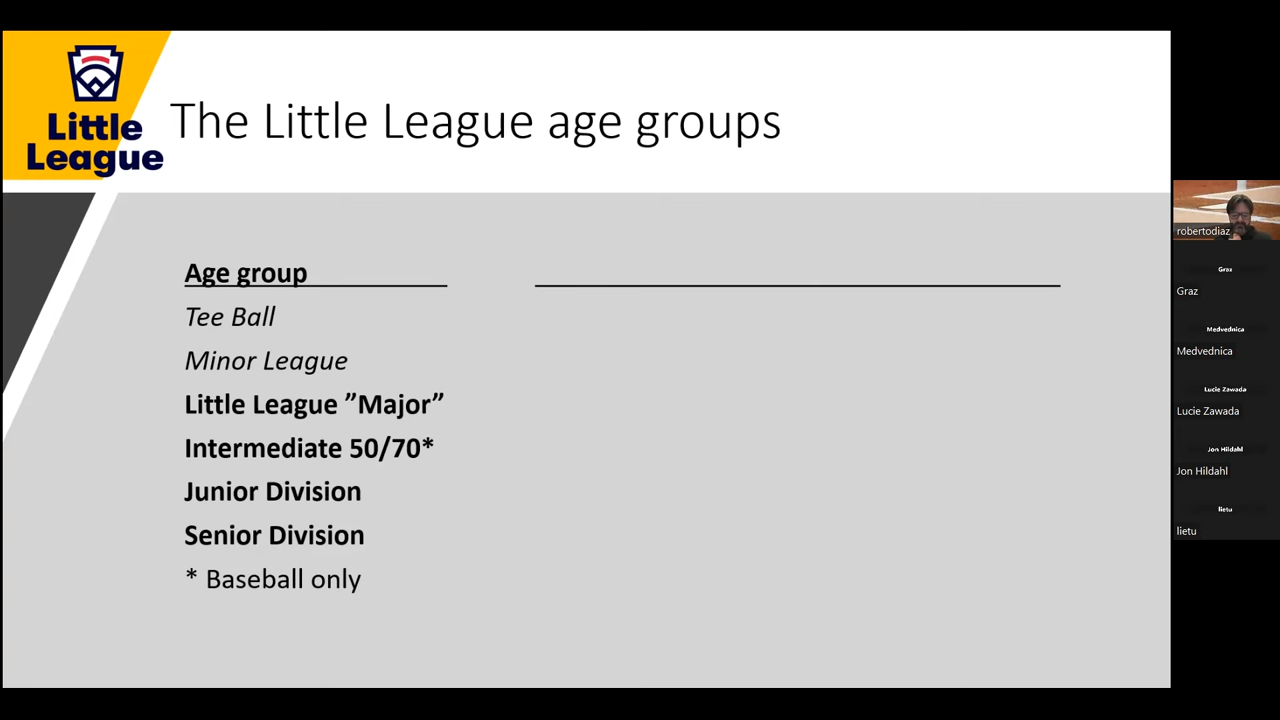 Little
League
The Little League age groups
Age group
Tee Ball
Minor League
Little League ”Major”
Intermediate 50/70*
Junior Division
Senior Division
* Baseball only
robertodiaz
Graz
Graz
Medvednica
Medvednica
Lucie Zawada
Lucie Zawada
Jon Hildahl
Jon Hildahl
lietu
lietu